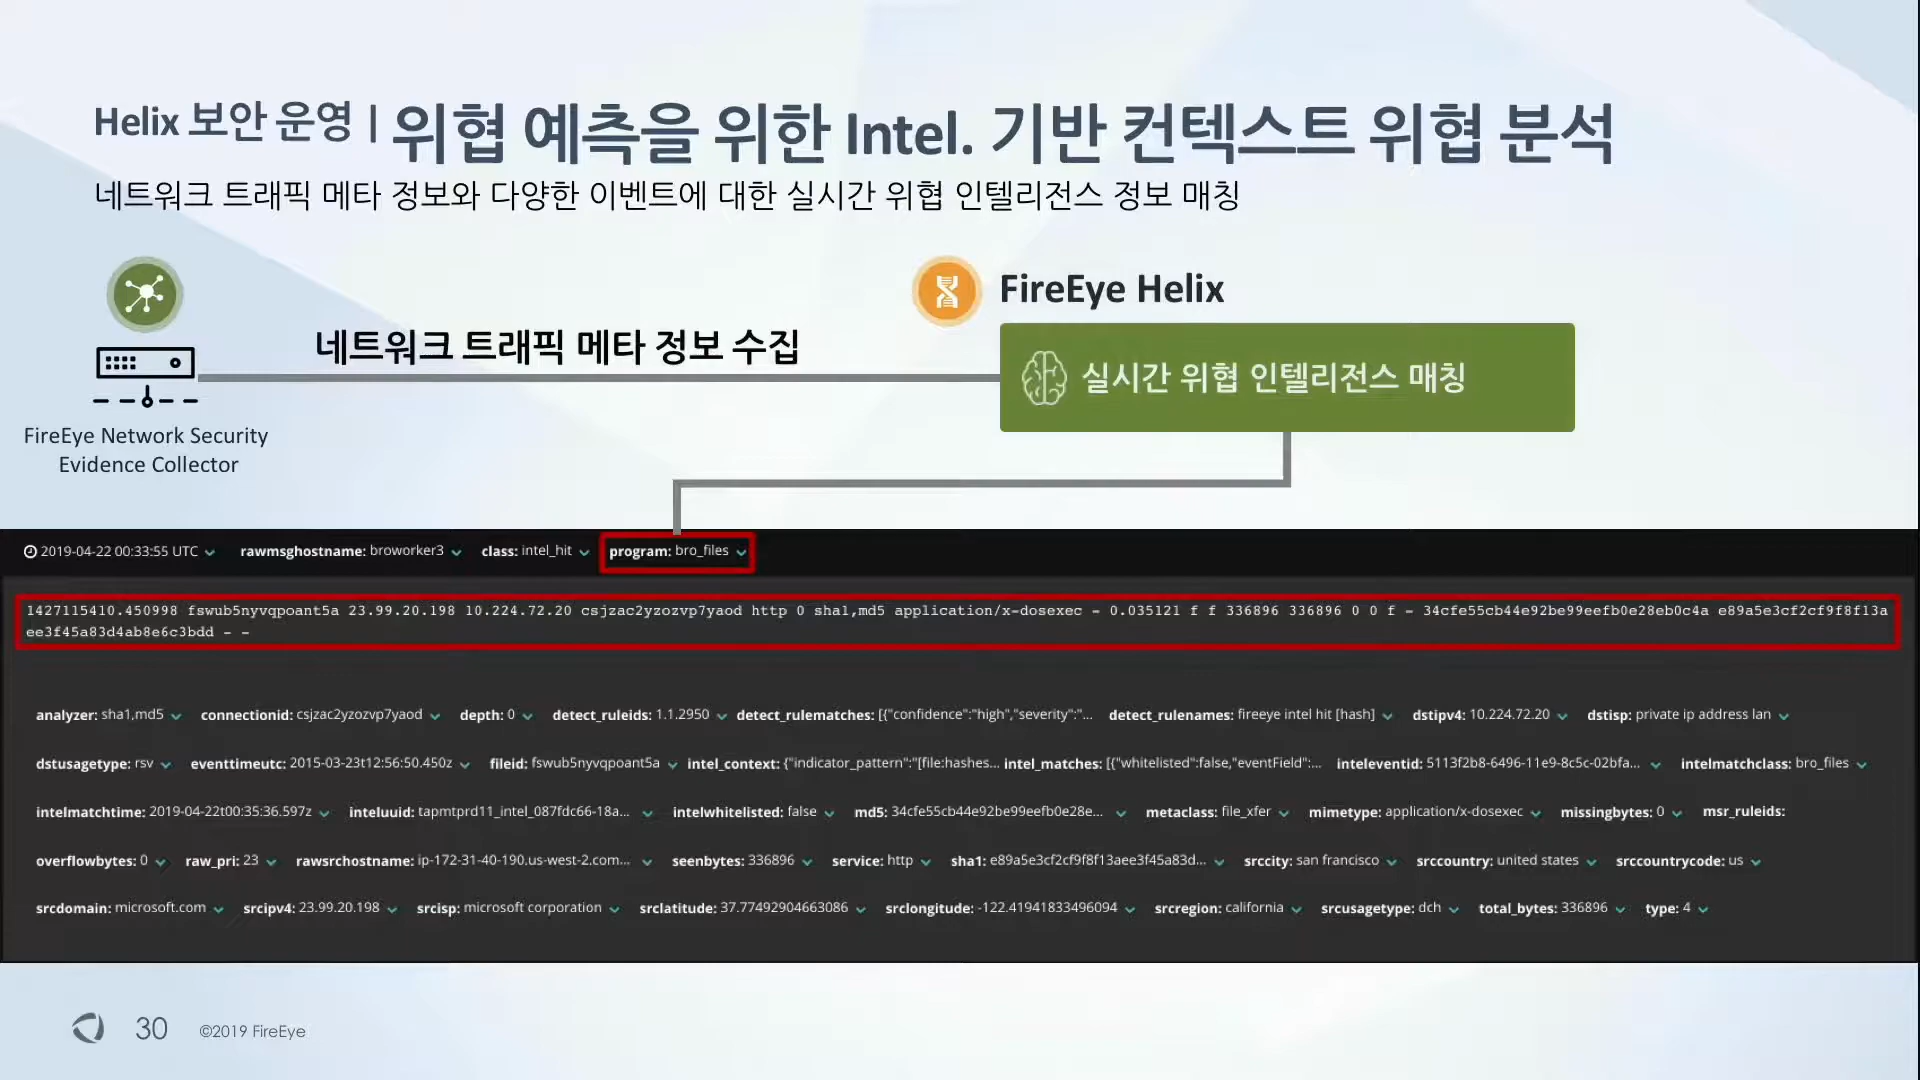 Helix 보안 운영 | 위협 예측을 위한 Intel. 기반 컨텍스트 위협 분석
네트워크 트래픽 메타 정보와 다양한 이벤트에 대한 실시간 위협 인텔리전스 정보 매칭
FireEye Helix
네트워크 트래픽 메타 정보 수집
실시간 위협 인텔리전스 매칭
FireEye Network Security
Evidence Collector
2019-04-22 00:33:55 UTC rawmsghostname: broworker3 class: intel_hit program: bro_files
1427115410.450998 fswub5nyvqpoant5a 23.99.20.198 10.224.72.20 csjzac2yzozvp7yaod http 0 sha1,md5 application/x-dosexec - 0.035121 f f 336896 336896 0 0 f - 34cfe55cb44e92be99eefb0e28eb0c4a e89a5e3cf2cf9f8f13a
ee3f45a83d4ab8e6c3bdd - -
analyzer: sha1,md5 connectionid: csjzac2yzozvp7yaod depth: 0 detect_ruleids: 1.1.2950 detect_rulematches: [{"confidence":"high","severity":"... detect_rulenames: fireeye intel hit [hash] dstipv4: 10.224.72.20 dstisp: private ip address lan
dstusagetype: rsv eventtimeutc: 2015-03-23t12:56:50.450z fileid: fswub5nyvqpoant5a intel_context: {"indicator_pattern":"[file:hashes... intel_matches: [{"whitelisted":false,"eventField":... inteleventid: 5113f2b8-6496-11e9-8c5c-02bfa... intelmatchclass: bro_files
intelmatchtime: 2019-04-22t00:35:36.597z inteluuid: tapmtprd11_intel_087fdc66-18a... intelwhitelisted: false md5: 34cfe55cb44e92be99eefb0e28e... metaclass: file_xfer mimetype: application/x-dosexec missingbytes: 0 msr_ruleids:
overflowbytes: 0 raw_pri: 23 rawsrchostname: ip-172-31-40-190.us-west-2.com... seenbytes: 336896 service: http sha1: e89a5e3cf2cf9f8f13aee3f45a83d... srccity: san francisco srccountry: united states srccountrycode: us
srcdomain: microsoft.com srcipv4: 23.99.20.198 srcisp: microsoft corporation srclatitude: 37.77492904663086 srclongitude: -122.41941833496094 srcregion: california srcusagetype: dch total_bytes: 336896 type: 4
30 ©2019 FireEye